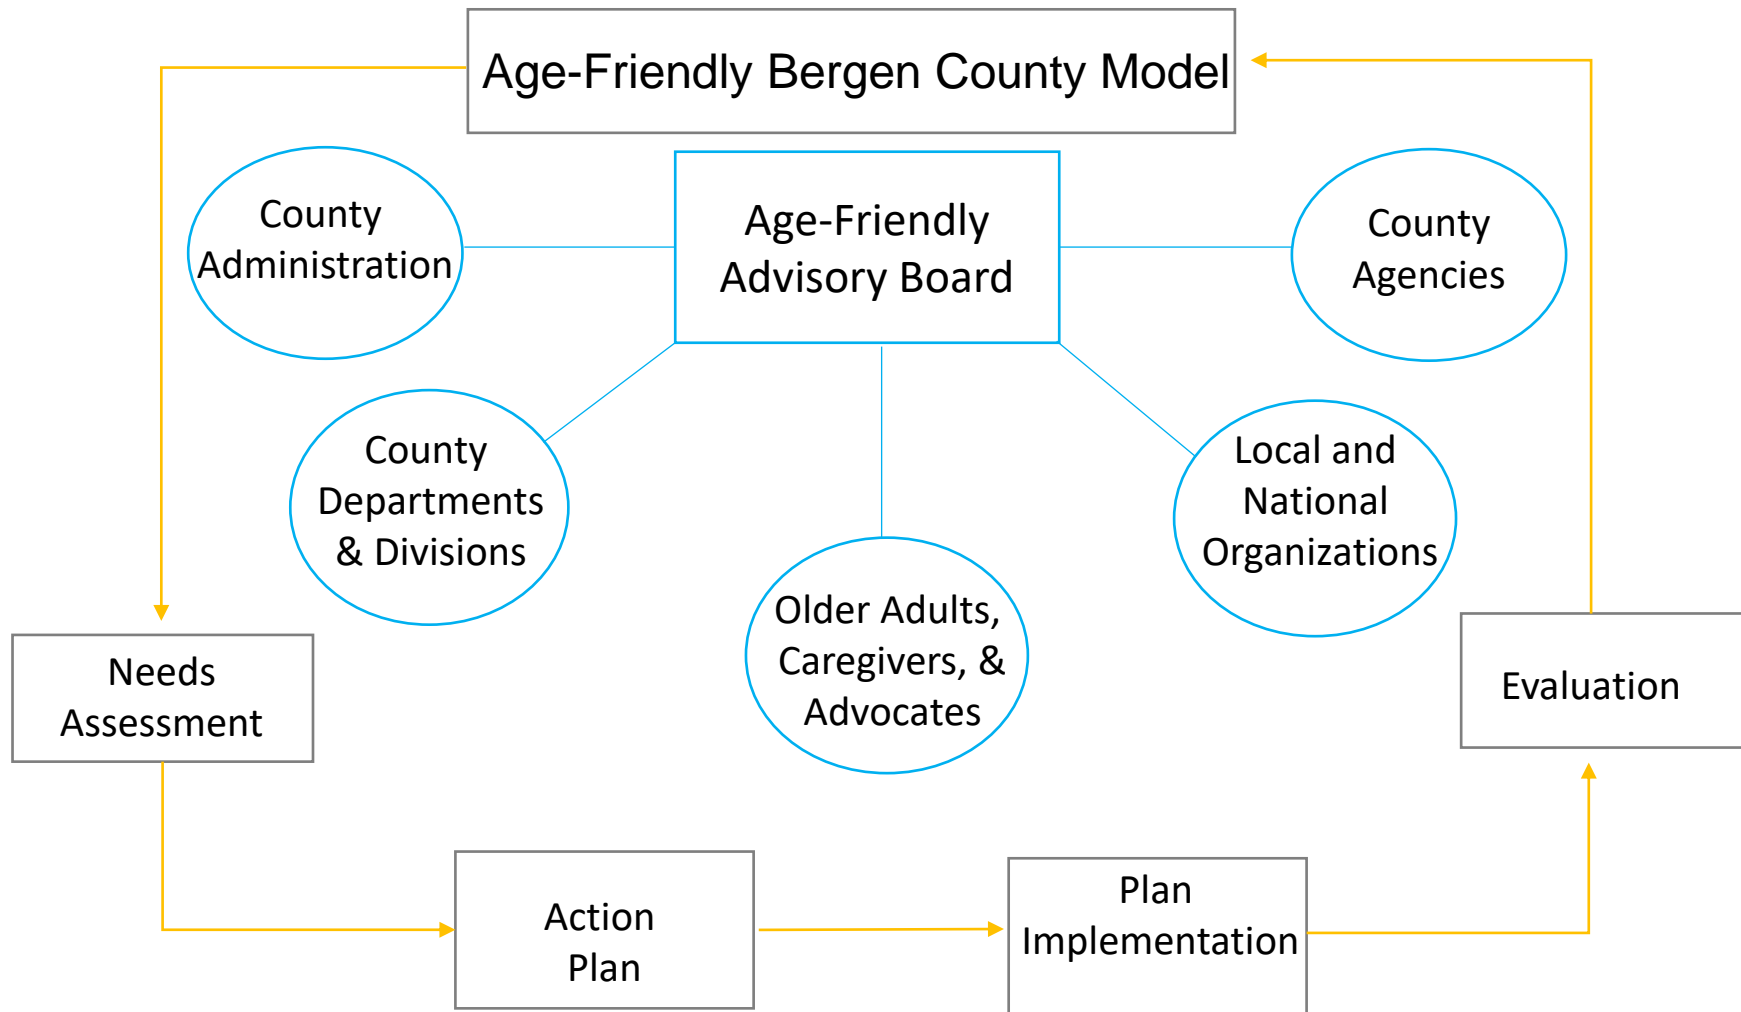 Age-Friendly Bergen County Model
County
Administration
Age-Friendly
Advisory Board
County
Agencies
County
Departments
& Divisions
Older Adults,
Caregivers, &
Advocates
Local and
National
Organizations
Needs
Assessment
Action
Plan
Plan
Implementation
Evaluation